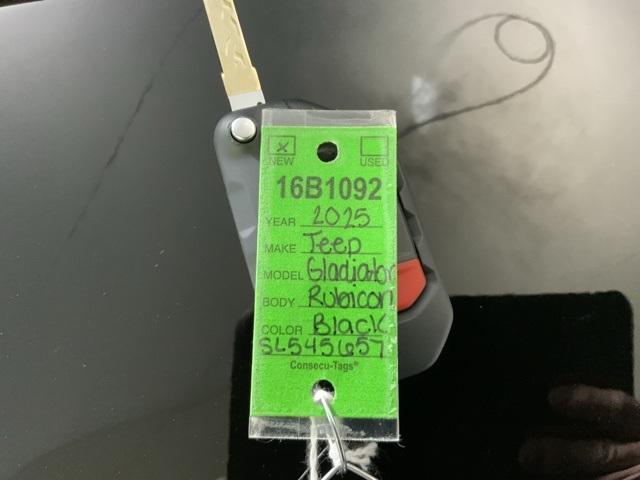 X
NEW USED
16B1092
YEAR 2025
MAKE Jeep
MODEL Gladiator
BODY Rubicon
COLOR Black
SL545657
Consecu-Tags®